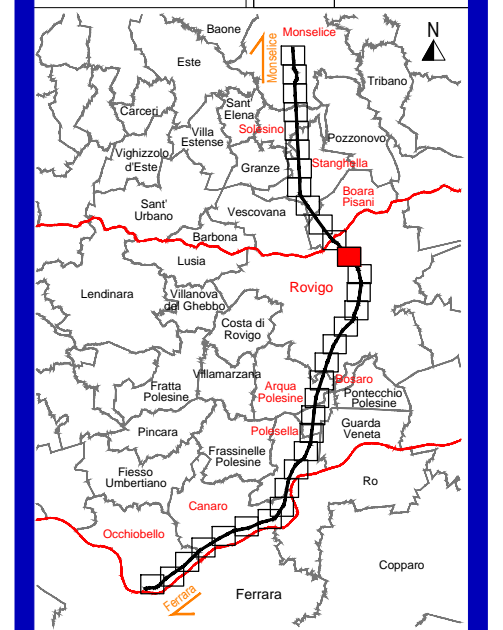 Baone
Monselice
N
Monselice
Este
Tribano
Carceri
Sant'
Elena
Solesino
Villa
Estense
Pozzonovo
Vighizzolo
d'Este
Granze
Stanghella
Boara
Pisani
Sant'
Urbano
Vescovana
Barbona
Lusia
Rovigo
Lendinara
Villanova
del Ghebbo
Costa di
Rovigo
Villamarzana
Bosaro
Fratta
Polesine
Arqua
Polesine
Pontecchio
Polesine
Pincara
Polesella
Guarda
Veneta
Frassinelle
Polesine
Fiesso
Umbertiano
Ro
Canaro
Occhiobello
Copparo
Ferrara
Ferrara